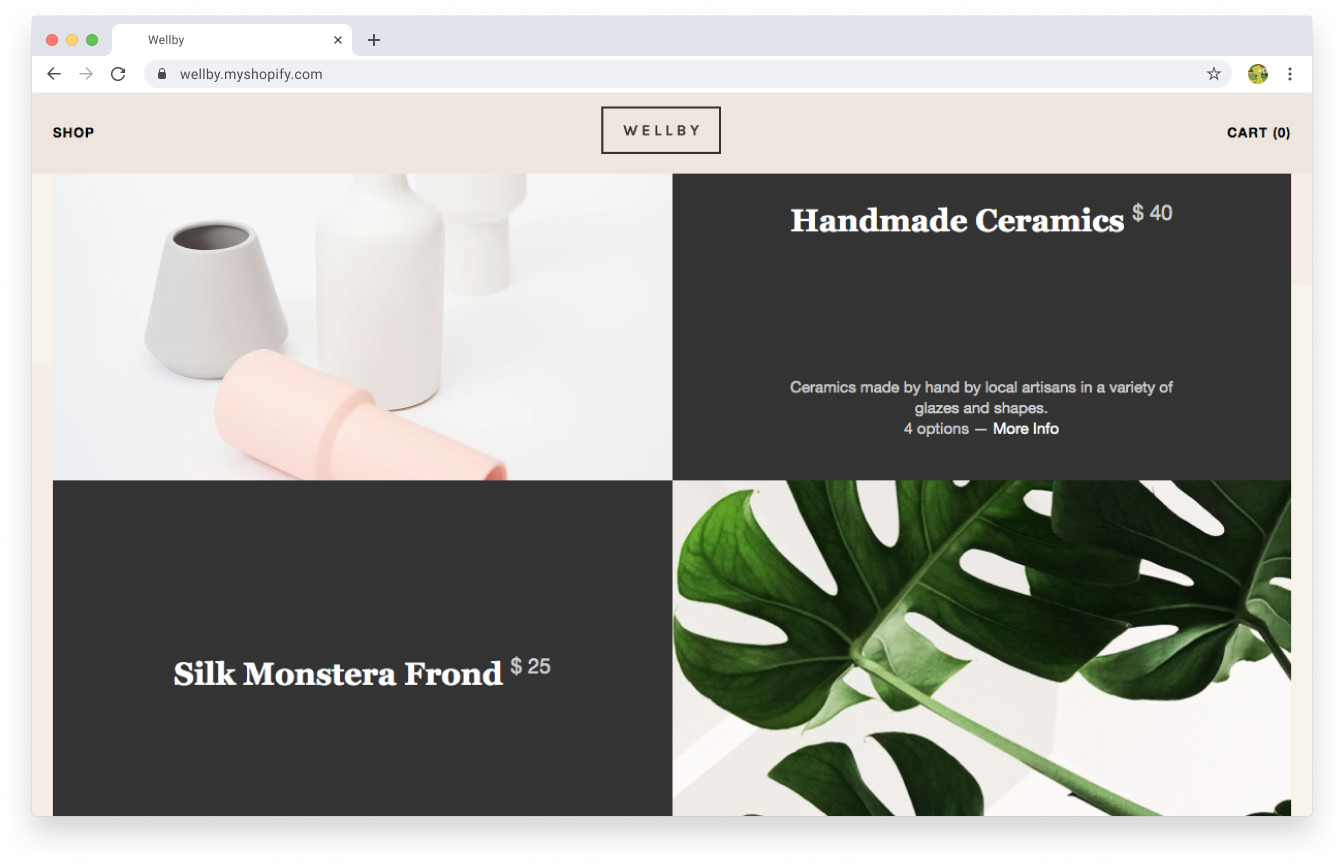 Wellby
wellby.myshopify.com
SHOP
WELLBY
CART (0)
Handmade Ceramics $ 40
Ceramics made by hand by local artisans in a variety of
glazes and shapes.
4 options — More Info
Silk Monstera Frond $ 25